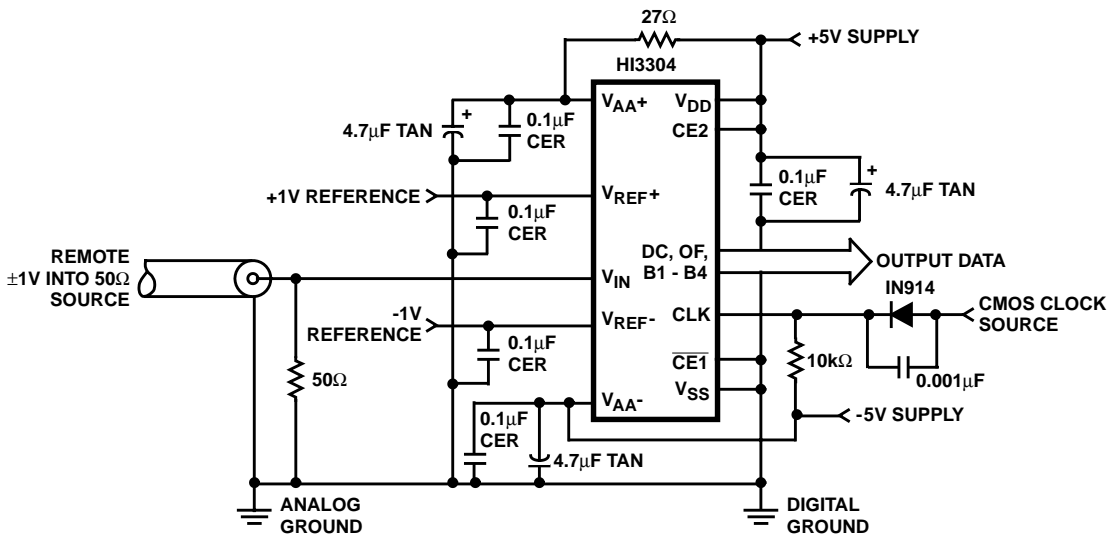 27Ω
+5V SUPPLY
HI3304
VAA+
VDD
4.7μF TAN
+
0.1μF
CER
CE2
+1V REFERENCE
VREF+
0.1μF
CER
0.1μF
CER
+
4.7μF TAN
REMOTE
±1V INTO 50Ω
SOURCE
VIN
DC, OF,
B1 - B4
OUTPUT DATA
-1V
REFERENCE
VREF-
CLK
IN914
CMOS CLOCK
SOURCE
50Ω
0.1μF
CER
CE1
10kΩ
0.001μF
VAA-
VSS
-5V SUPPLY
0.1μF
CER
4.7μF TAN
+
ANALOG
GROUND
DIGITAL
GROUND